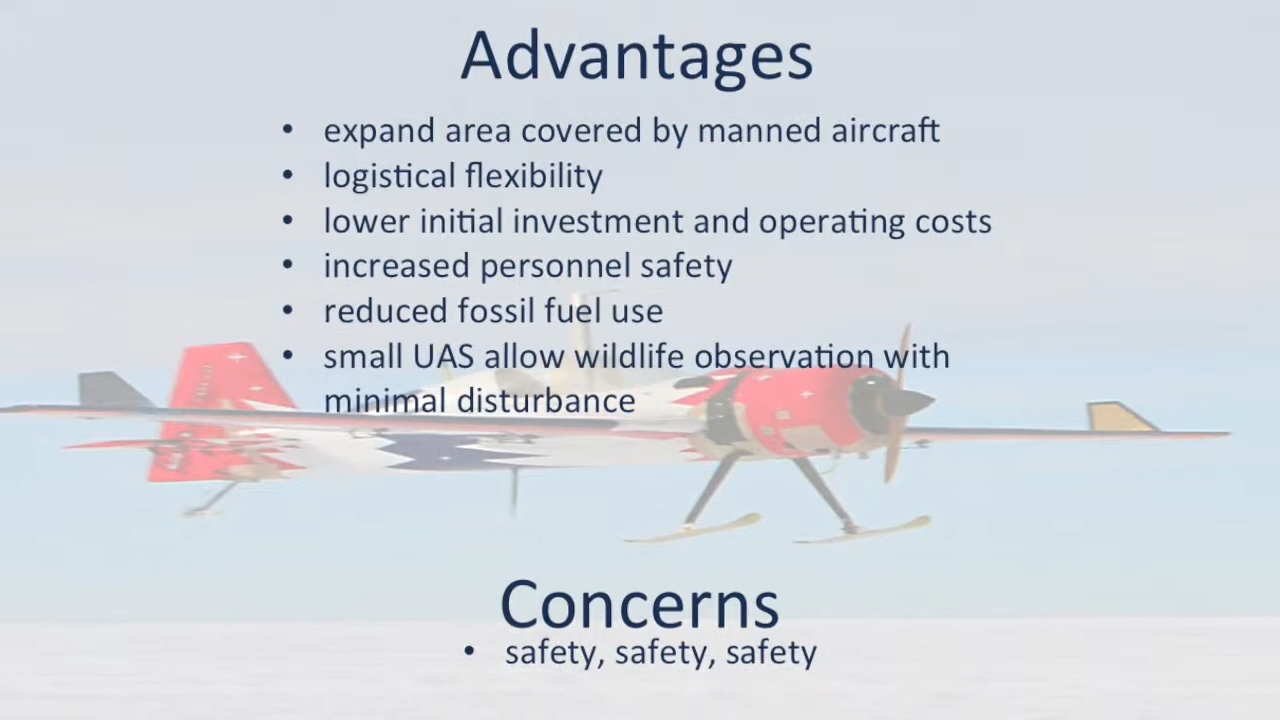 Advantages
• expand area covered by manned aircraft
• logistical flexibility
• lower initial investment and operating costs
• increased personnel safety
• reduced fossil fuel use
• small UAS allow wildlife observation with
minimal disturbance
Concerns
• safety, safety, safety